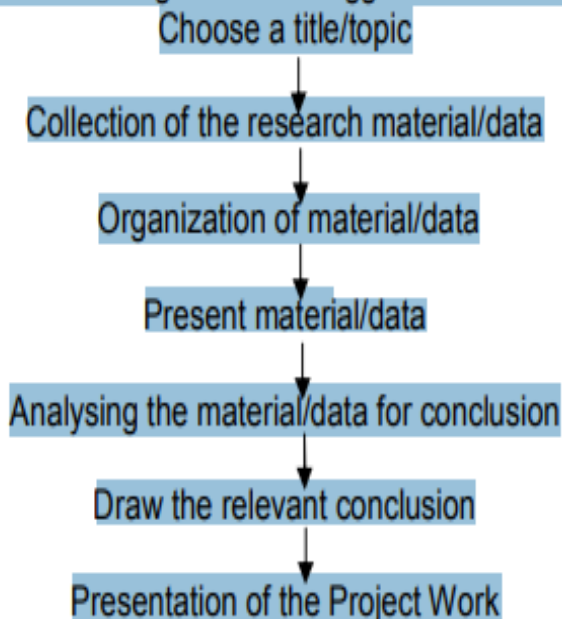 Choose a title/topic
Collection of the research material/data
Organization of material/data
Present material/data
Analysing the material/data for conclusion
Draw the relevant conclusion
Presentation of the Project Work